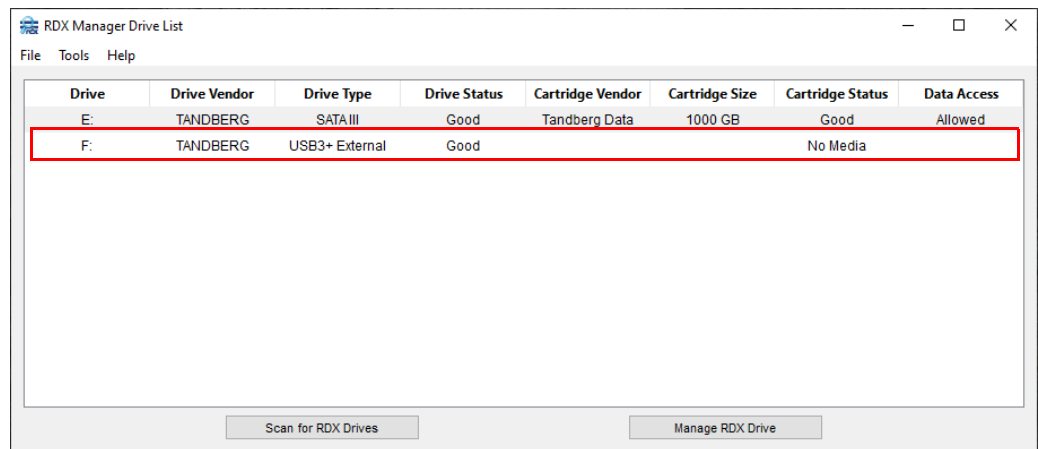 RDX Manager Drive List
File Tools Help
Drive Drive Vendor Drive Type Drive Status Cartridge Vendor Cartridge Size Cartridge Status Data Access
E: TANDBERG SATA III Good Tandberg Data 1000 GB Good Allowed
F: TANDBERG USB3+ External Good No Media
Scan for RDX Drives Manage RDX Drive